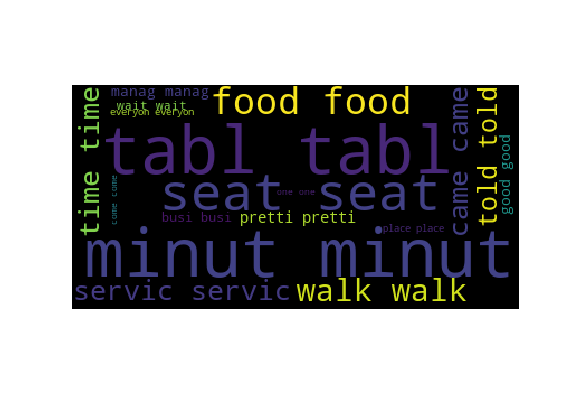 manag manag
wait wait
everyon everyon
food food
time time
tabl tabl
came came
told told
good good
come come
seat seat
one one
busi busi
pretti pretti
place place
minut minut
servic servic
walk walk